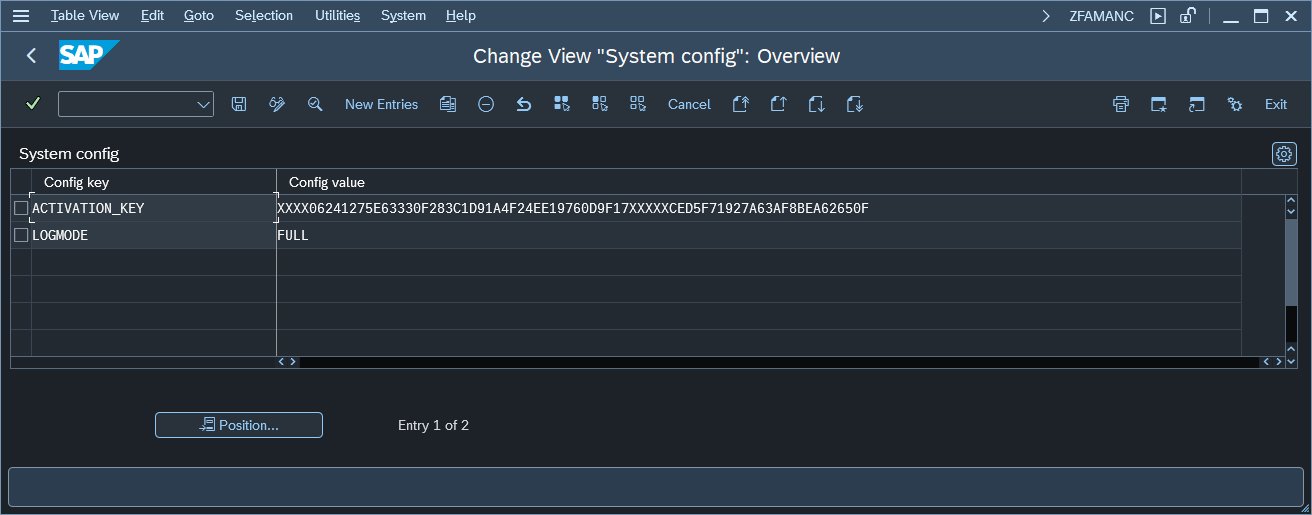 Table View Edit Goto Selection Utilities System Help ZFAMANC
SAP Change View "System config": Overview
New Entries Cancel Exit
System config
Config key Config value
ACTIVATION_KEY XXXX06241275E63330F283C1D91A4F24EE19760D9F17XXXXXCED5F71927A63AF8BEA62650F
LOGMODE FULL
Position... Entry 1 of 2